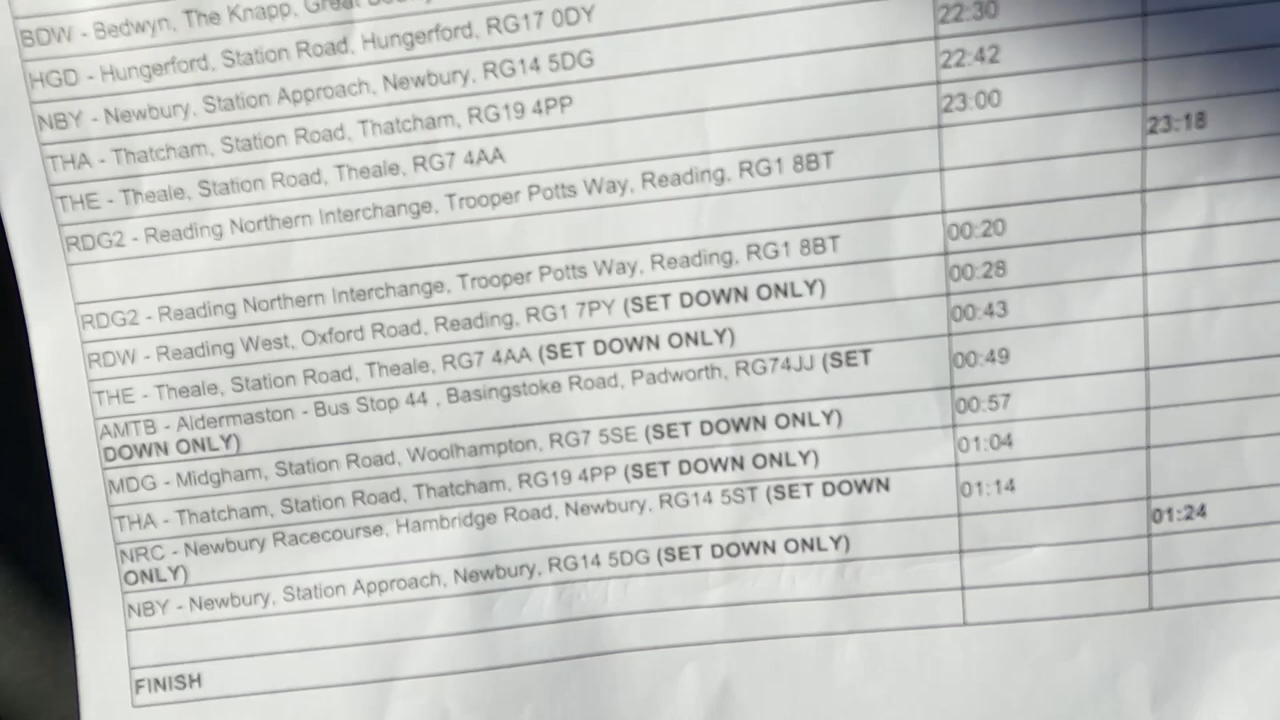 BDW - Bedwyn, The Knapp, Great
HGD - Hungerford, Station Road, Hungerford, RG17 0DY
NBY - Newbury, Station Approach, Newbury, RG14 5DG 22:30
THA - Thatcham, Station Road, Thatcham, RG19 4PP 22:42
THE - Theale, Station Road, Theale, RG7 4AA 23:00
RDG2 - Reading Northern Interchange, Trooper Potts Way, Reading, RG1 8BT 23:18
RDG2 - Reading Northern Interchange, Trooper Potts Way, Reading, RG1 8BT 00:20
RDW - Reading West, Oxford Road, Reading, RG1 7PY (SET DOWN ONLY) 00:28
THE - Theale, Station Road, Theale, RG7 4AA (SET DOWN ONLY) 00:43
AMTB - Aldermaston - Bus Stop 44 , Basingstoke Road, Padworth, RG74JJ (SET 00:49
DOWN ONLY)
MDG - Midgham, Station Road, Woolhampton, RG7 5SE (SET DOWN ONLY) 00:57
THA - Thatcham, Station Road, Thatcham, RG19 4PP (SET DOWN ONLY) 01:04
NRC - Newbury Racecourse, Hambridge Road, Newbury, RG14 5ST (SET DOWN 01:14
ONLY)
NBY - Newbury, Station Approach, Newbury, RG14 5DG (SET DOWN ONLY) 01:24
FINISH